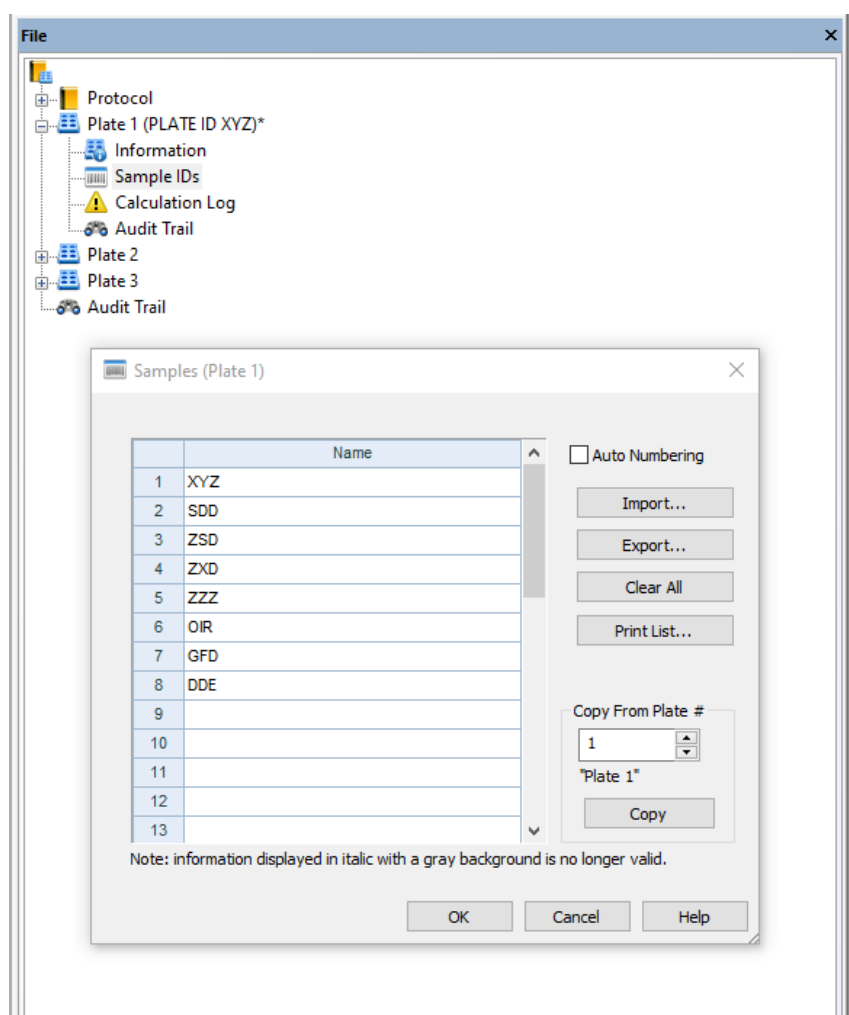 File
Protocol
Plate 1 (PLATE ID XYZ)*
Information
Sample IDs
Calculation Log
Audit Trail
Plate 2
Plate 3
Audit Trail
Samples (Plate 1)
Name
1 XYZ
2 SDD
3 ZSD
4 ZXD
5 ZZZ
6 OIR
7 GFD
8 DDE
9
10
11
12
13
Auto Numbering
Import...
Export...
Clear All
Print List...
Copy From Plate #
1
"Plate 1"
Copy
Note: information displayed in italic with a gray background is no longer valid.
OK Cancel Help